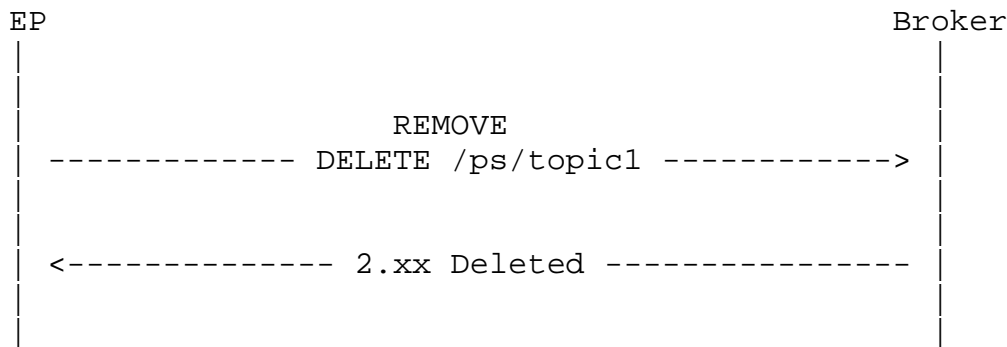 EP Broker
REMOVE
------------- DELETE /ps/topic1 ------------>
<-------------- 2.xx Deleted ----------------